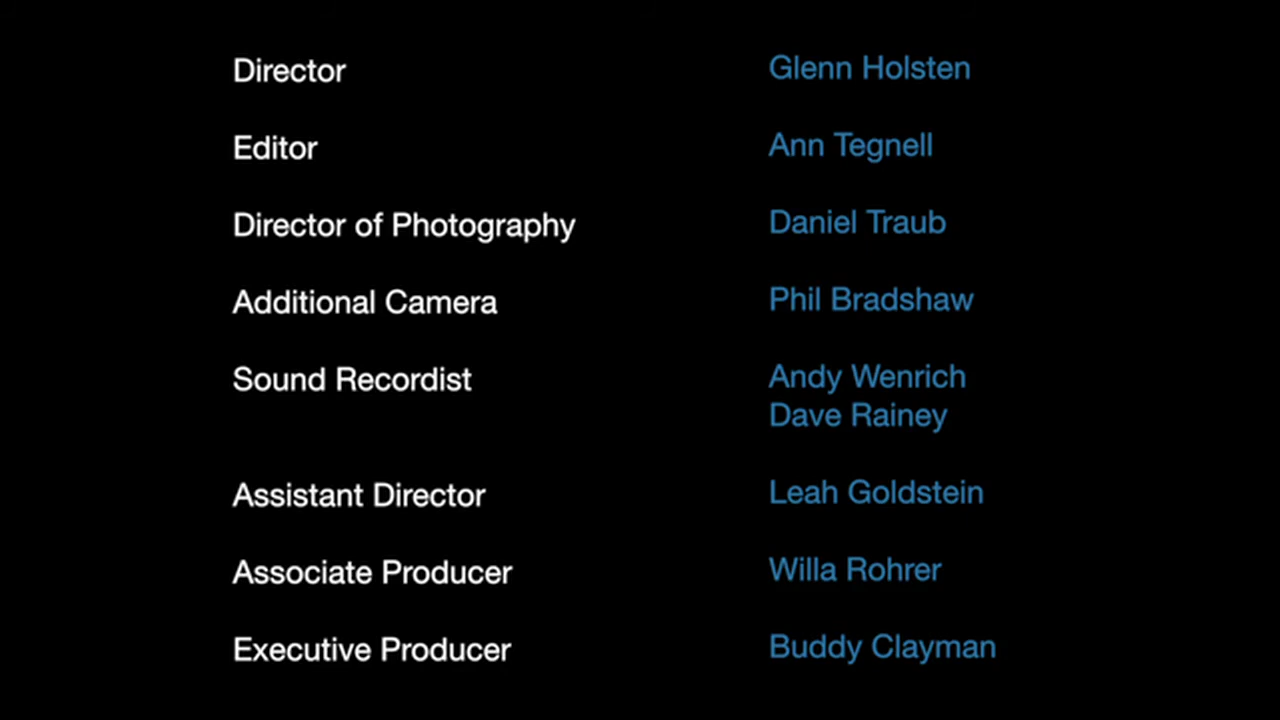 Director Glenn Holsten
Editor Ann Tegnell
Director of Photography Daniel Traub
Additional Camera Phil Bradshaw
Sound Recordist Andy Wenrich
Dave Rainey
Assistant Director Leah Goldstein
Associate Producer Willa Rohrer
Executive Producer Buddy Clayman